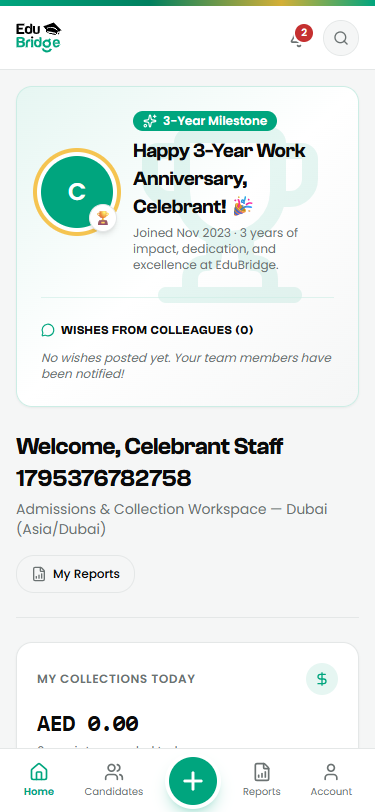 Edu
Bridge
2
3-Year Milestone
Happy 3-Year Work
Anniversary,
Celebrant! 🎉
C
Joined Nov 2023 · 3 years of
impact, dedication, and
excellence at EduBridge.
WISHES FROM COLLEAGUES (0)
No wishes posted yet. Your team members have
been notified!
Welcome, Celebrant Staff
1795376782758
Admissions & Collection Workspace — Dubai
(Asia/Dubai)
My Reports
MY COLLECTIONS TODAY
$
AED 0.00
Home
Candidates
Reports
Account